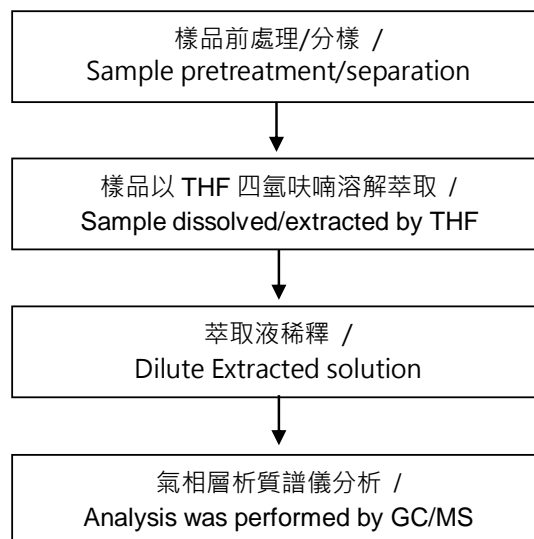 樣品前處理/分樣 /
Sample pretreatment/separation
樣品以 THF 四氫呋喃溶解萃取 /
Sample dissolved/extracted by THF
萃取液稀釋 /
Dilute Extracted solution
氣相層析質譜儀分析 /
Analysis was performed by GC/MS